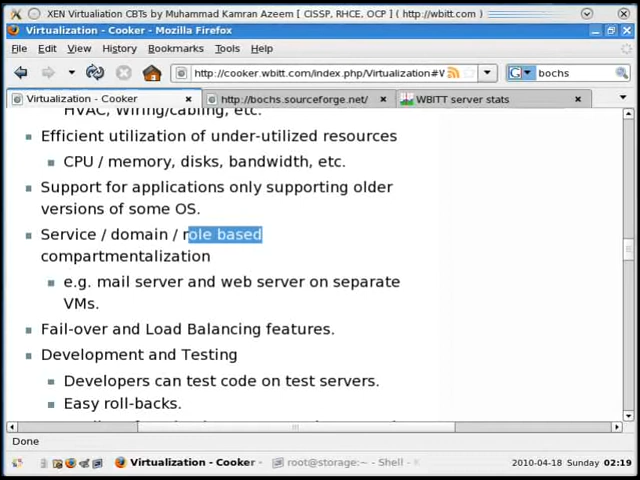 XEN Virtualiation CBTs by Muhammad Kamran Azeem [ CISSP, RHCE, OCP ] ( http://wbitt.com )
Virtualization - Cooker - Mozilla Firefox
File Edit View History Bookmarks Tools Help
http://cooker.wbitt.com/index.php/Virtualization#W
bochs
Virtualization - Cooker
http://bochs.sourceforge.net/
WBITT server stats
HVAC, Wiring/cabling, etc.
Efficient utilization of under-utilized resources
CPU / memory, disks, bandwidth, etc.
Support for applications only supporting older
versions of some OS.
Service / domain / role based
compartmentalization
e.g. mail server and web server on separate
VMs.
Fail-over and Load Balancing features.
Development and Testing
Developers can test code on test servers.
Easy roll-backs.
Done
Virtualization - Cooker
root@storage:~ - Shell -
2010-04-18 Sunday 02:19